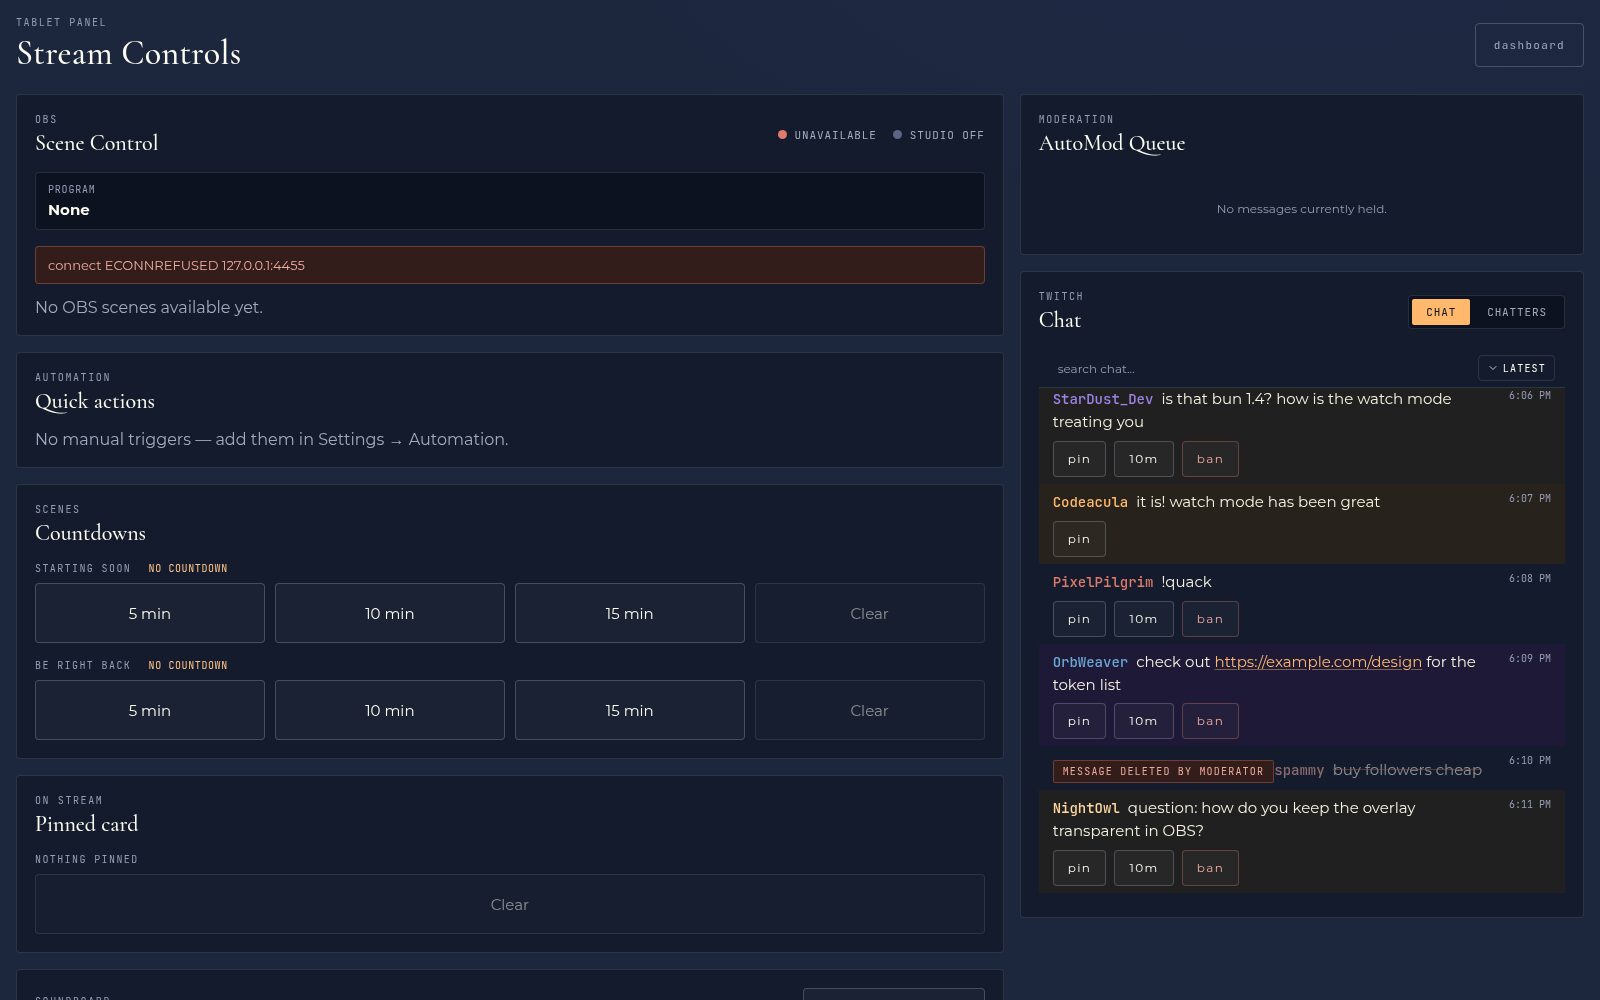 TABLET PANEL
Stream Controls
dashboard
OBS
Scene Control
UNAVAILABLE
STUDIO OFF
PROGRAM
None
connect ECONNREFUSED 127.0.0.1:4455
No OBS scenes available yet.
AUTOMATION
Quick actions
No manual triggers — add them in Settings → Automation.
SCENES
Countdowns
STARTING SOON NO COUNTDOWN
5 min
10 min
15 min
Clear
BE RIGHT BACK NO COUNTDOWN
5 min
10 min
15 min
Clear
ON STREAM
Pinned card
NOTHING PINNED
Clear
SOUNDBOARD
MODERATION
AutoMod Queue
No messages currently held.
TWITCH
Chat
CHAT
CHATTERS
search chat…
LATEST
StarDust_Dev is that bun 1.4? how is the watch mode 6:06 PM
treating you
pin 10m ban
Codeacula it is! watch mode has been great 6:07 PM
pin
PixelPilgrim !quack 6:08 PM
pin 10m ban
OrbWeaver check out https://example.com/design for the 6:09 PM
token list
pin 10m ban
MESSAGE DELETED BY MODERATOR spammy buy followers cheap 6:10 PM
NightOwl question: how do you keep the overlay 6:11 PM
transparent in OBS?
pin 10m ban